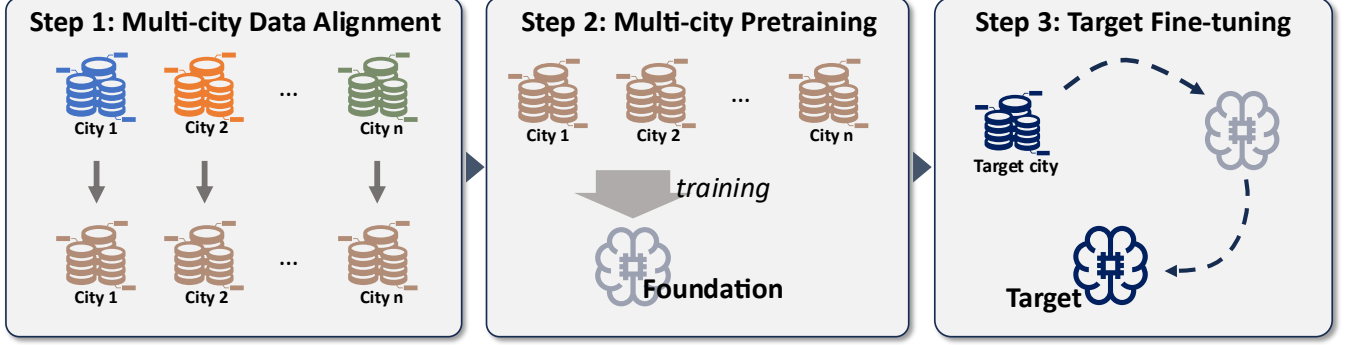 Step 1: Multi-city Data Alignment
City 1
City 2
...
City n
City 1
City 2
...
City n
Step 2: Multi-city Pretraining
City 1
City 2
...
City n
training
Foundation
Step 3: Target Fine-tuning
Target city
Target